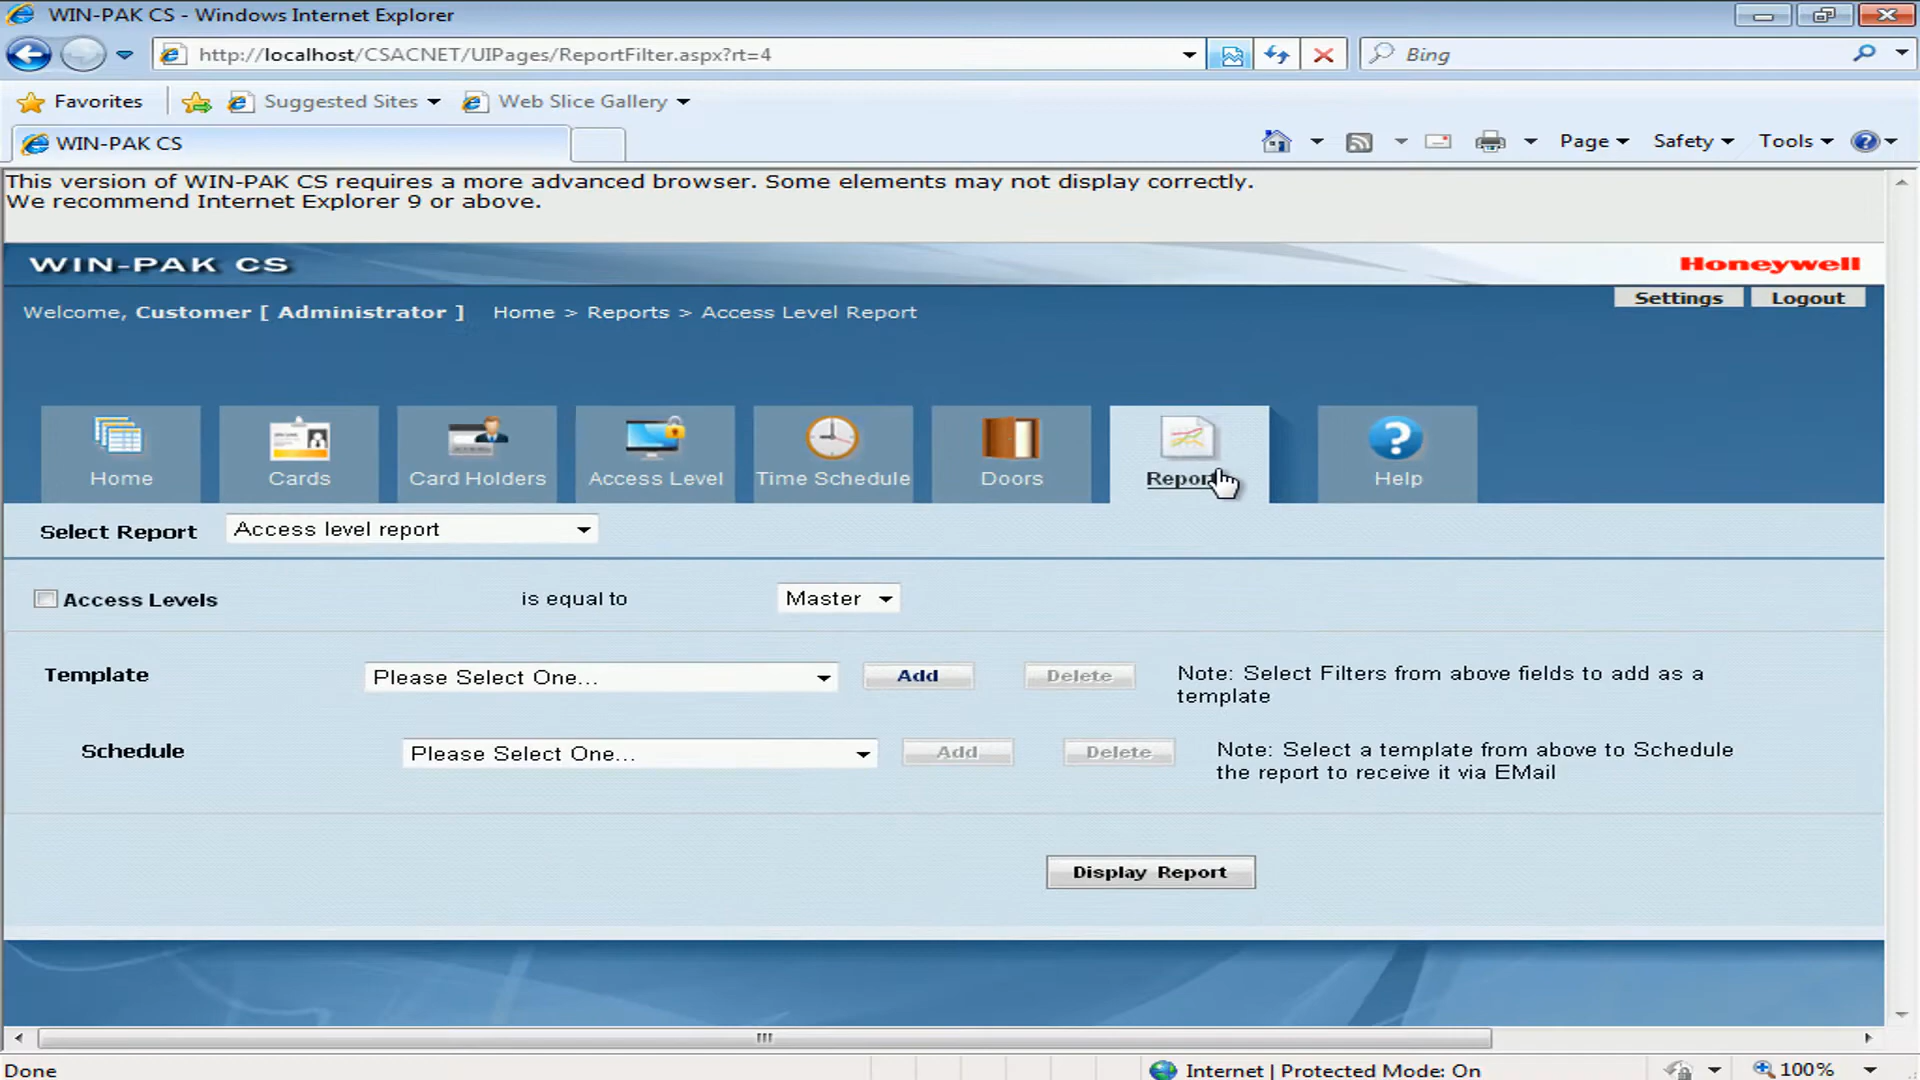 WIN-PAK CS - Windows Internet Explorer
http://localhost/CSACNET/UIPages/ReportFilter.aspx?rt=4
Bing
Favorites Suggested Sites Web Slice Gallery
WIN-PAK CS
Page Safety Tools
This version of WIN-PAK CS requires a more advanced browser. Some elements may not display correctly.
We recommend Internet Explorer 9 or above.
WIN-PAK CS
Honeywell
Settings Logout
Welcome, Customer [ Administrator ] Home > Reports > Access Level Report
Home Cards Card Holders Access Level Time Schedule Doors Help
Select Report Access level report
Access Levels is equal to Master
Template Please Select One... Add Delete
Note: Select Filters from above fields to add as a
template
Schedule Please Select One... Add Delete
Note: Select a template from above to Schedule
the report to receive it via EMail
Display Report
Done Internet | Protected Mode: On 100%